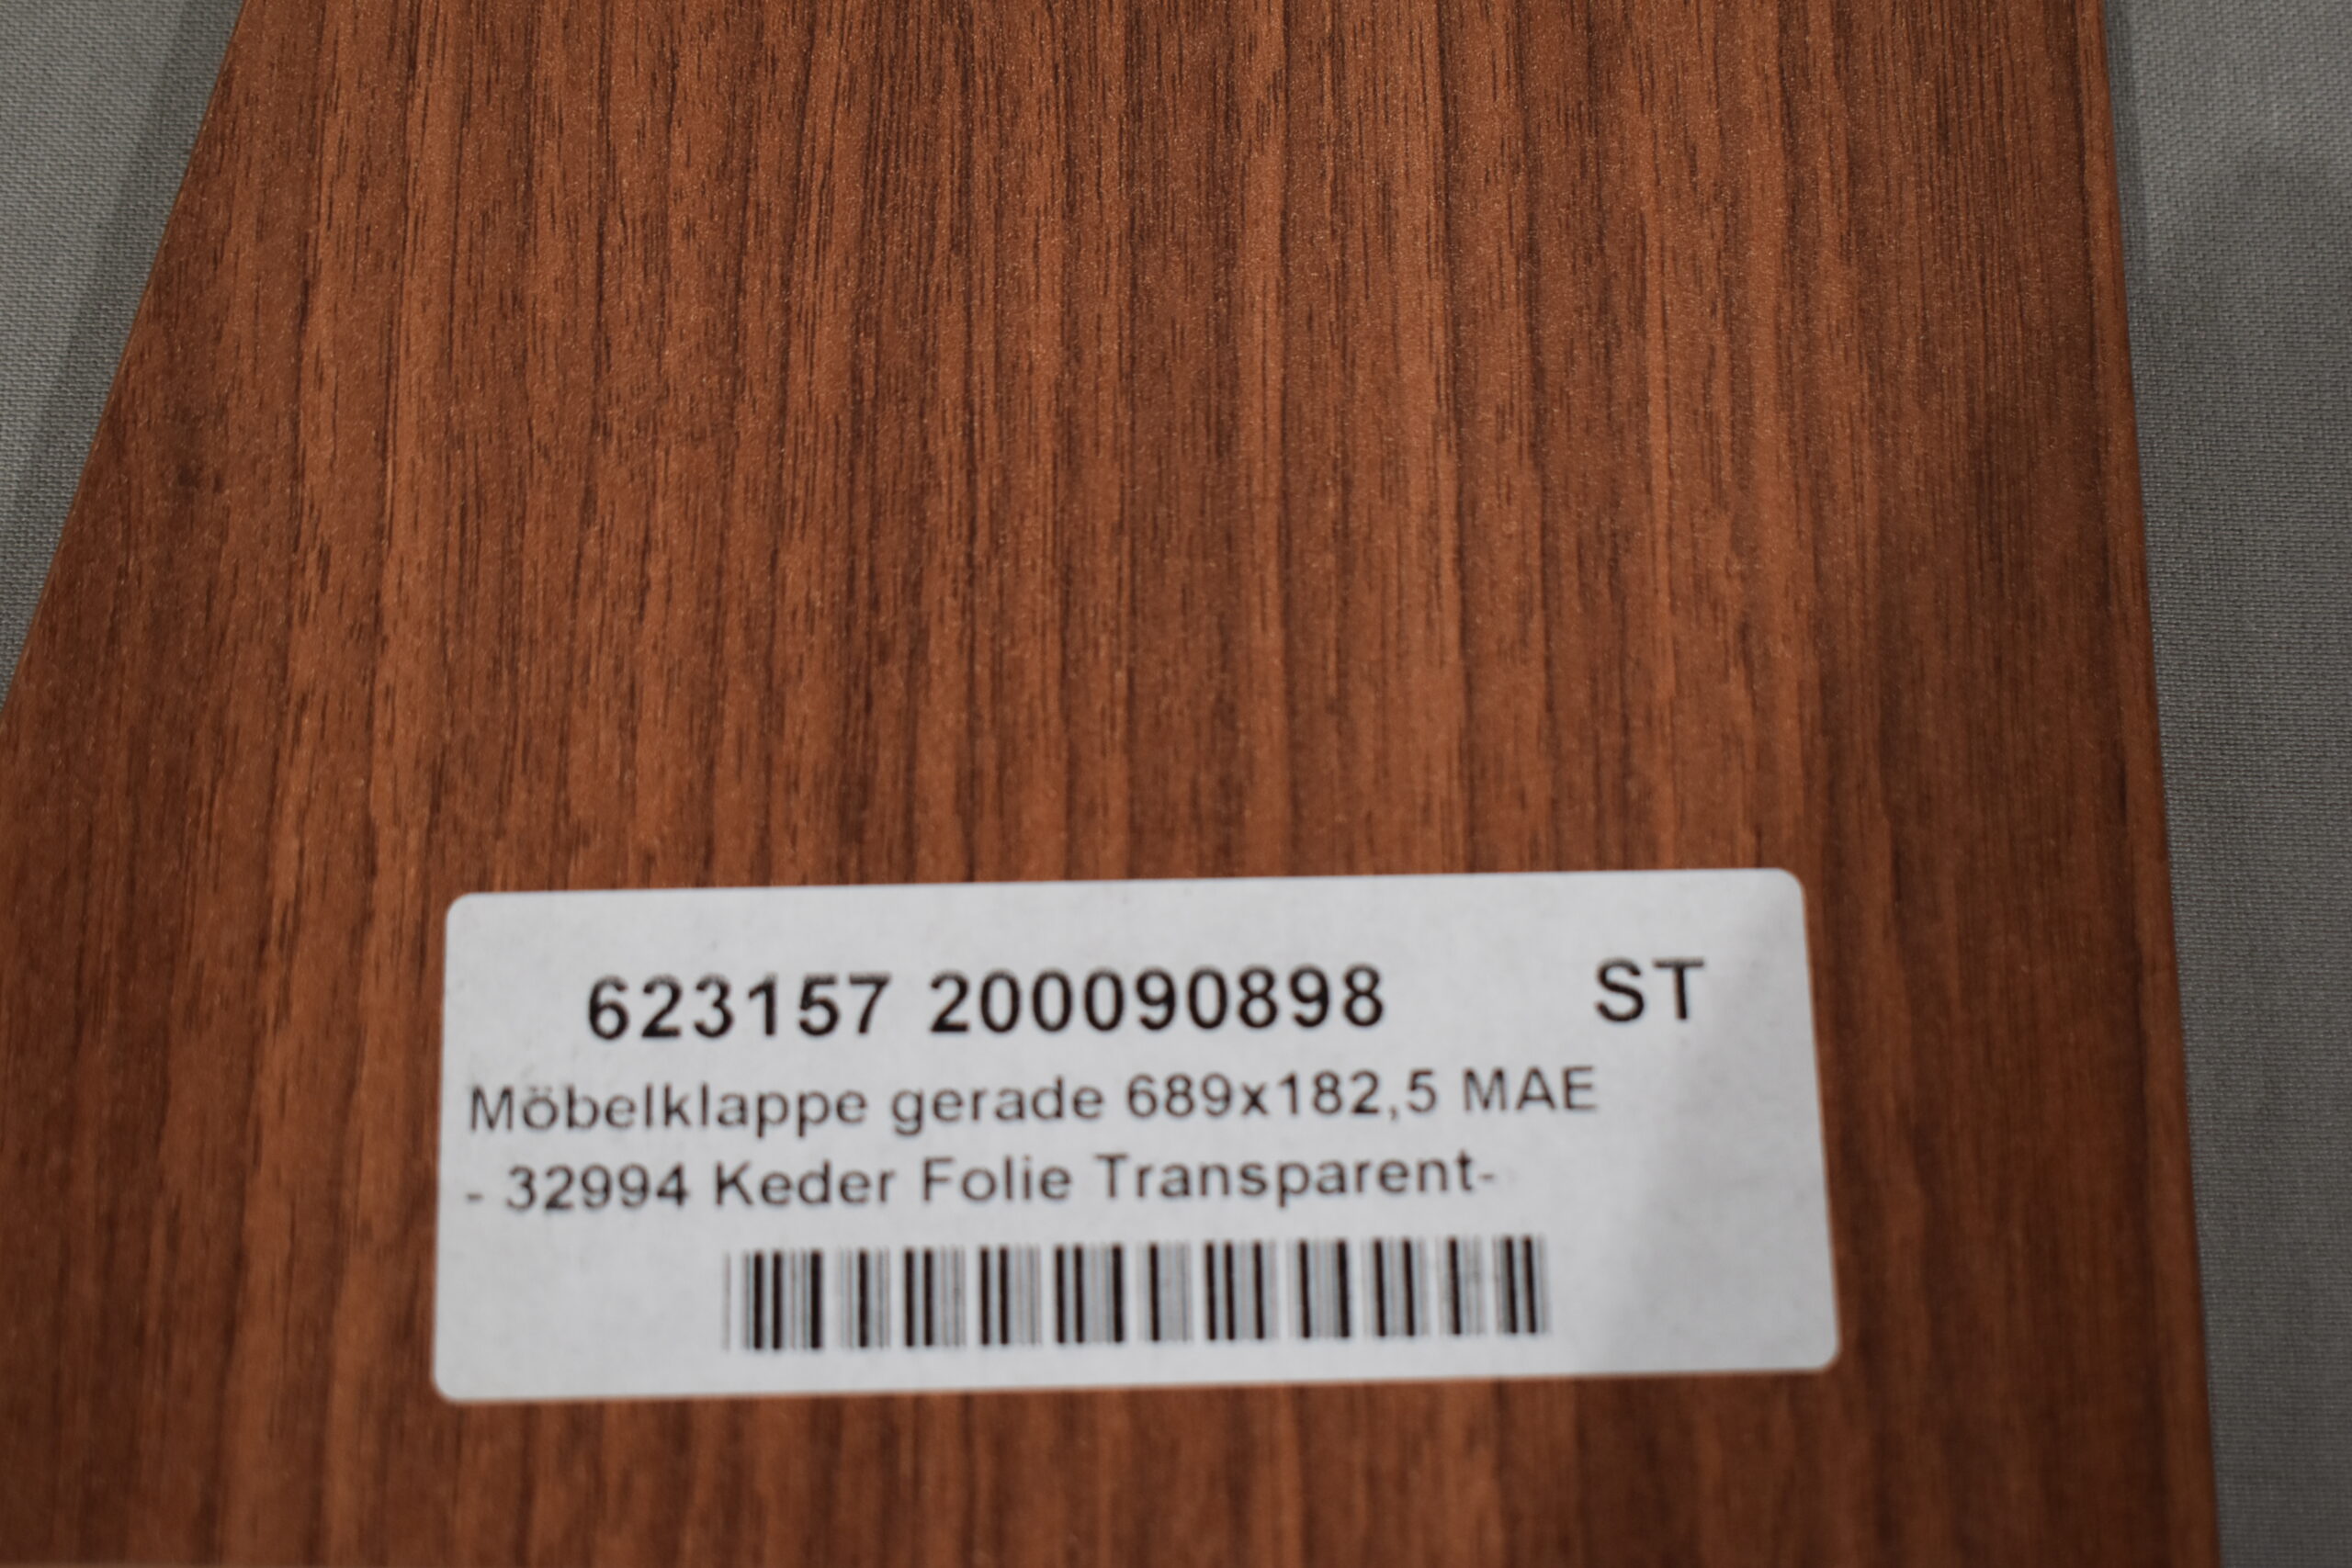 623157 200090898 ST
Möbelklappe gerade 689x182,5 MAE
- 32994 Keder Folie Transparent-